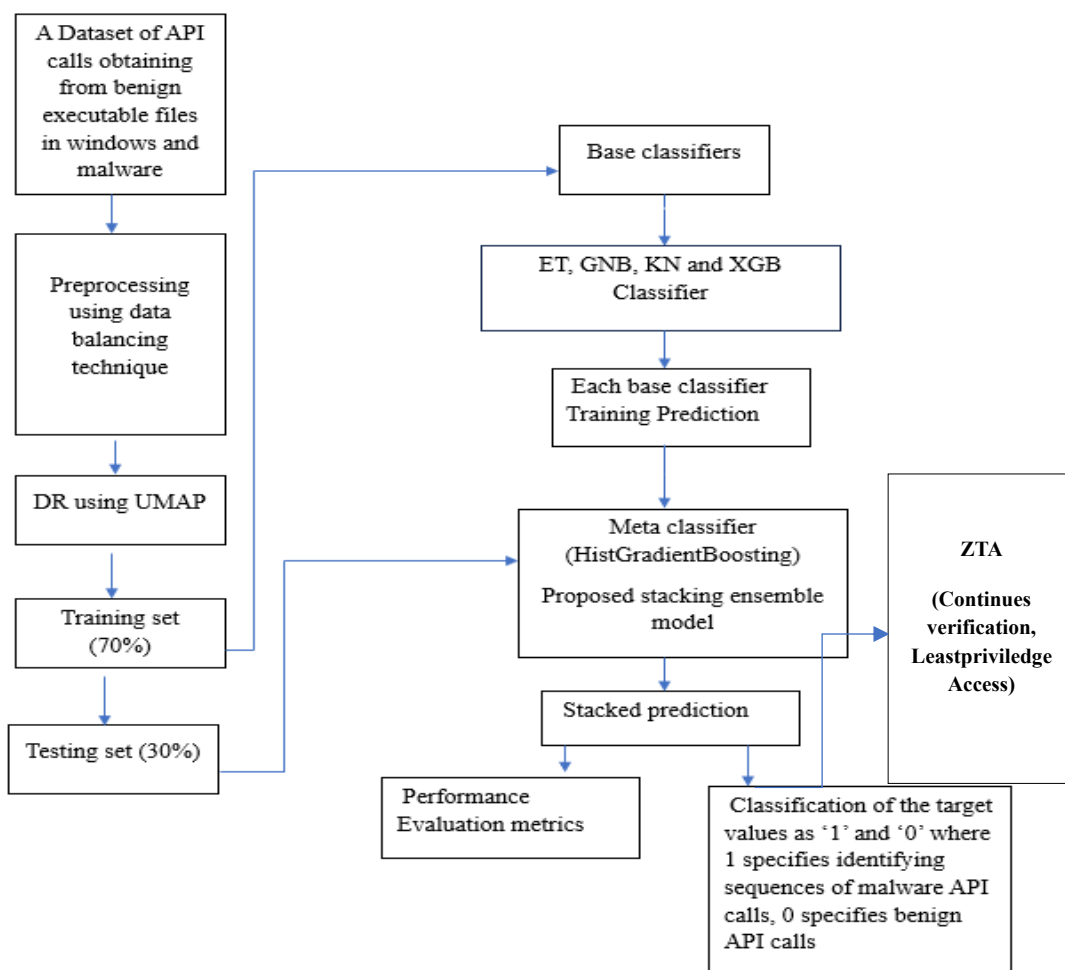 A Dataset of API
calls obtaining
from benign
executable files
in windows and
malware
Preprocessing
using data
balancing
technique
DR using UMAP
Training set
(70%)
Testing set (30%)
Base classifiers
ET, GNB, KN and XGB
Classifier
Each base classifier
Training Prediction
Meta classifier
(HistGradientBoosting)
Proposed stacking ensemble
model
Stacked prediction
Performance
Evaluation metrics
Classification of the target
values as ‘1’ and ‘0’ where
1 specifies identifying
sequences of malware API
calls, 0 specifies benign
API calls
ZTA
(Continues
verification,
Leastpriviledge
Access)